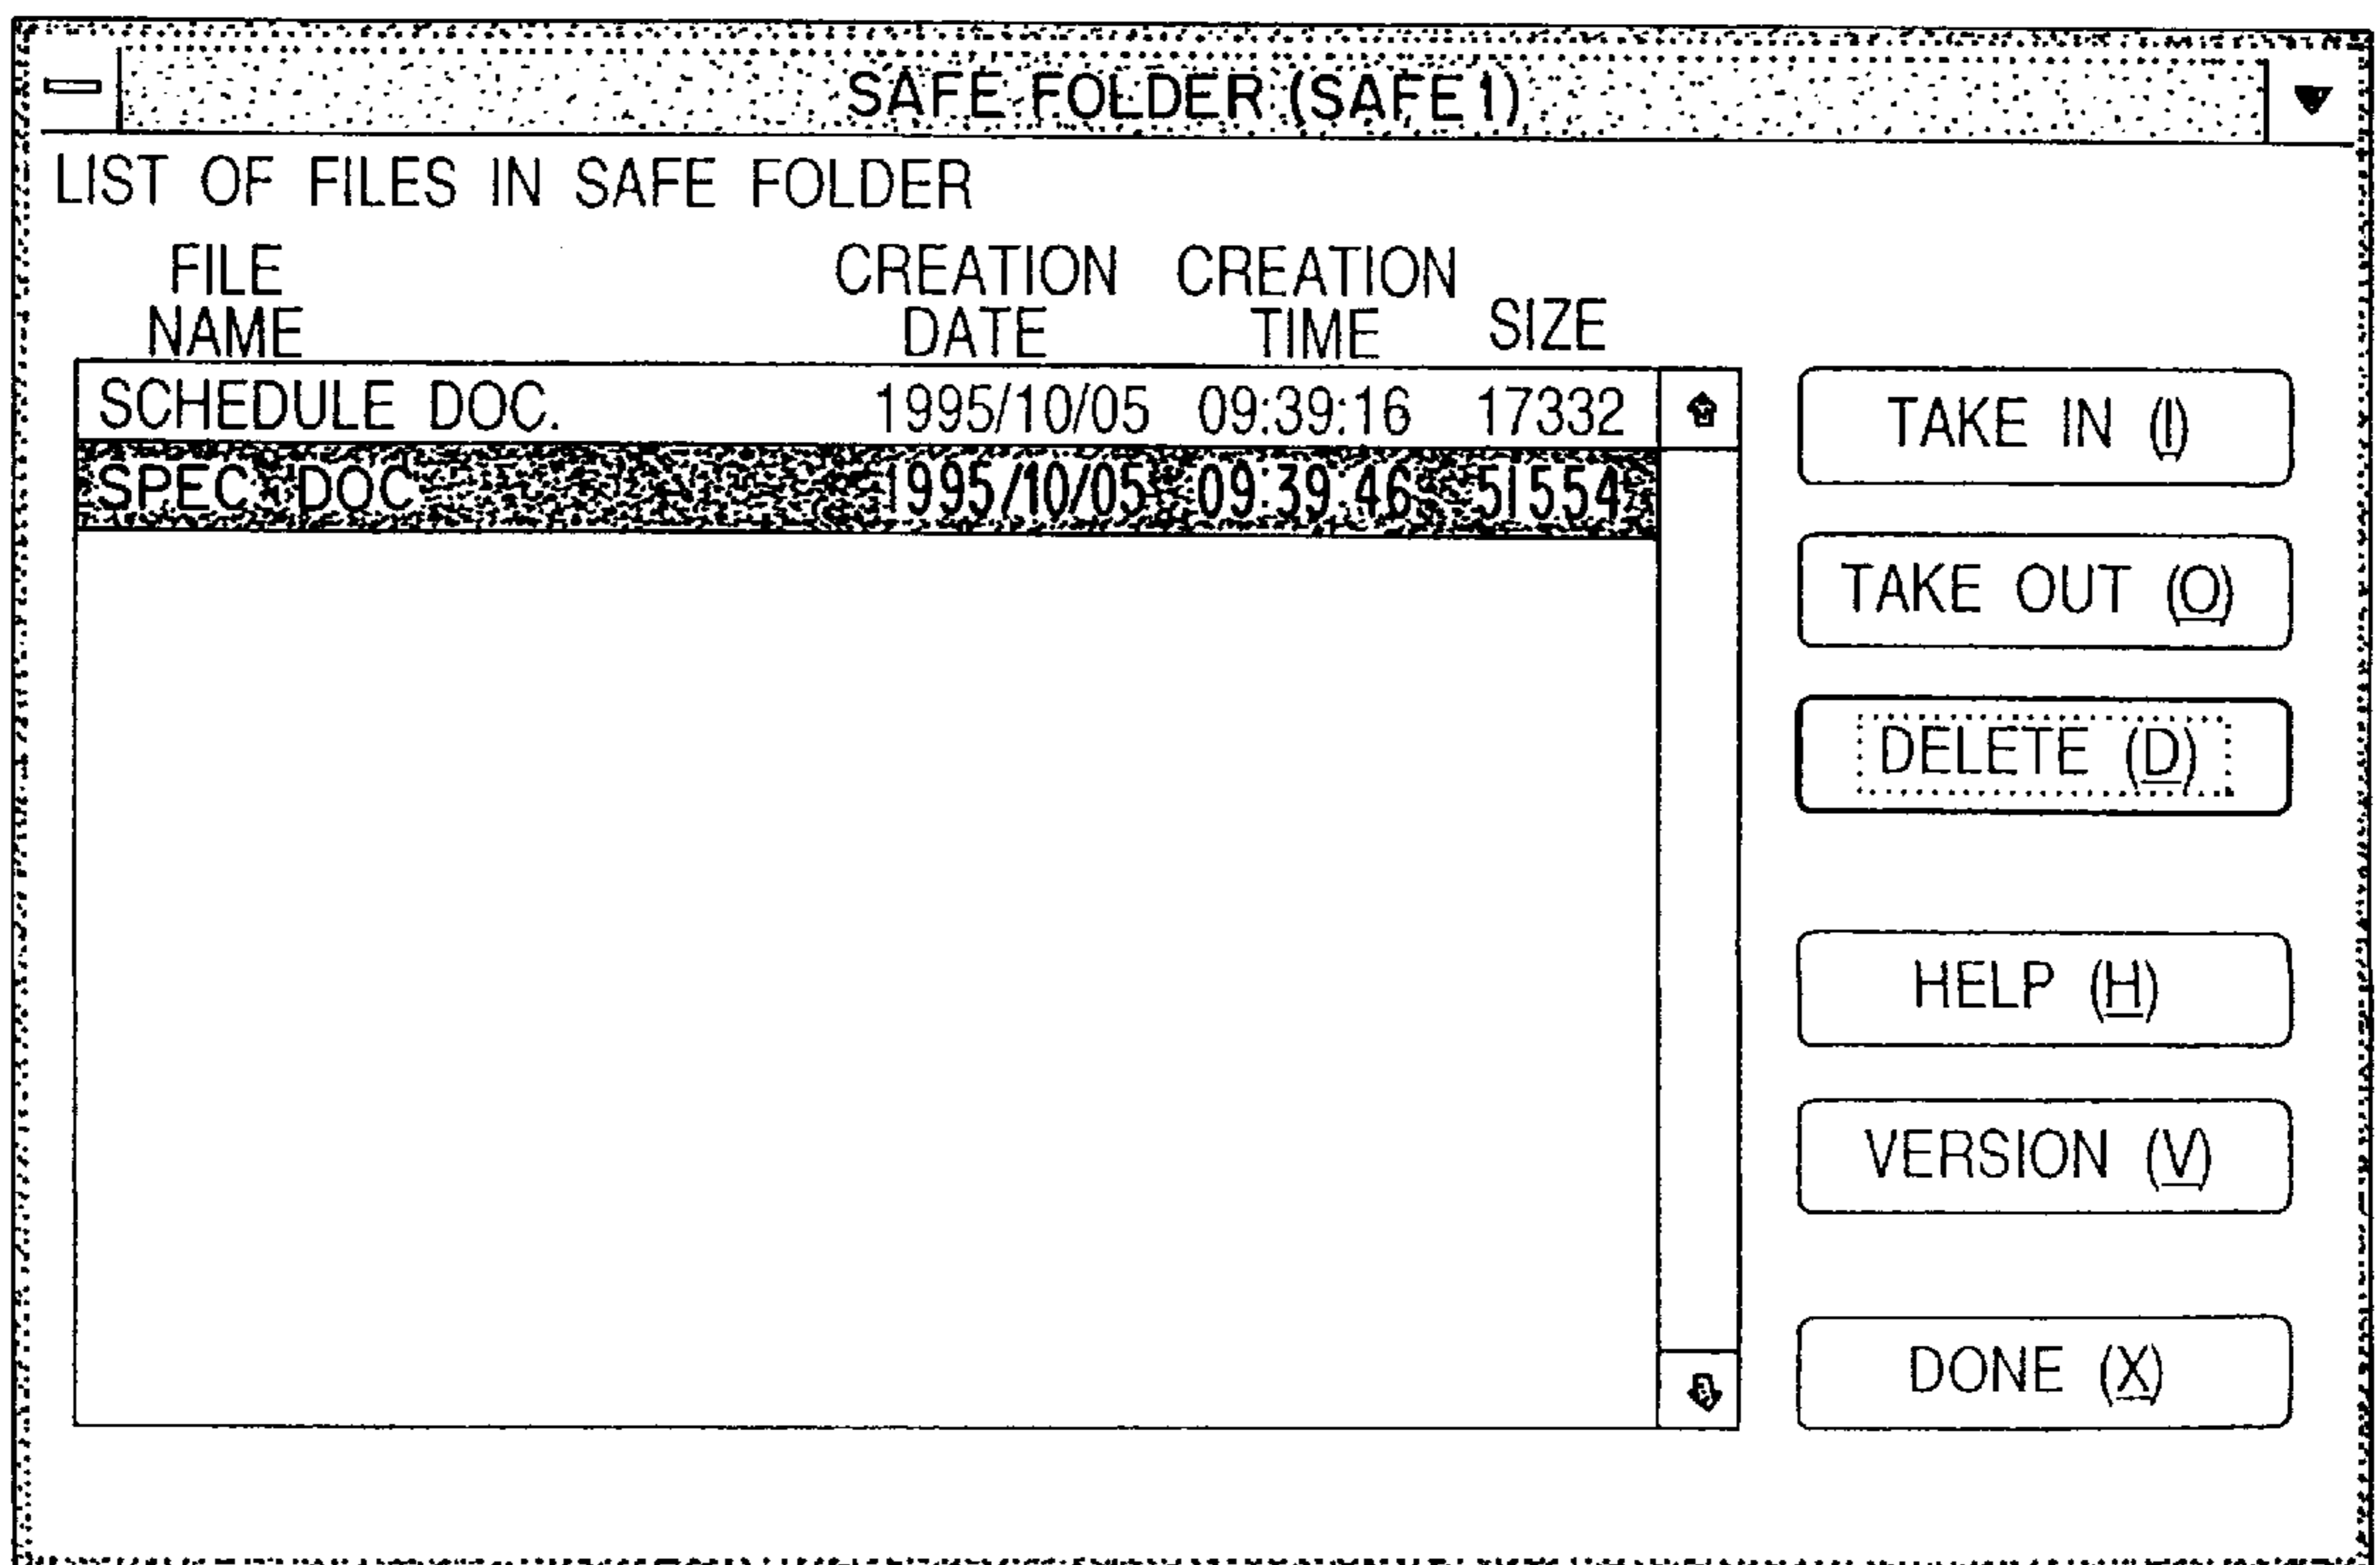 SAFE FOLDER (SAFE1)
LIST OF FILES IN SAFE FOLDER
FILE NAME CREATION DATE CREATION TIME SIZE
SCHEDULE DOC. 1995/10/05 09:39:16 17332
SPEC DOC 1995/10/05 09:39:46 51554
TAKE IN (I)
TAKE OUT (O)
DELETE (D)
HELP (H)
VERSION (V)
DONE (X)